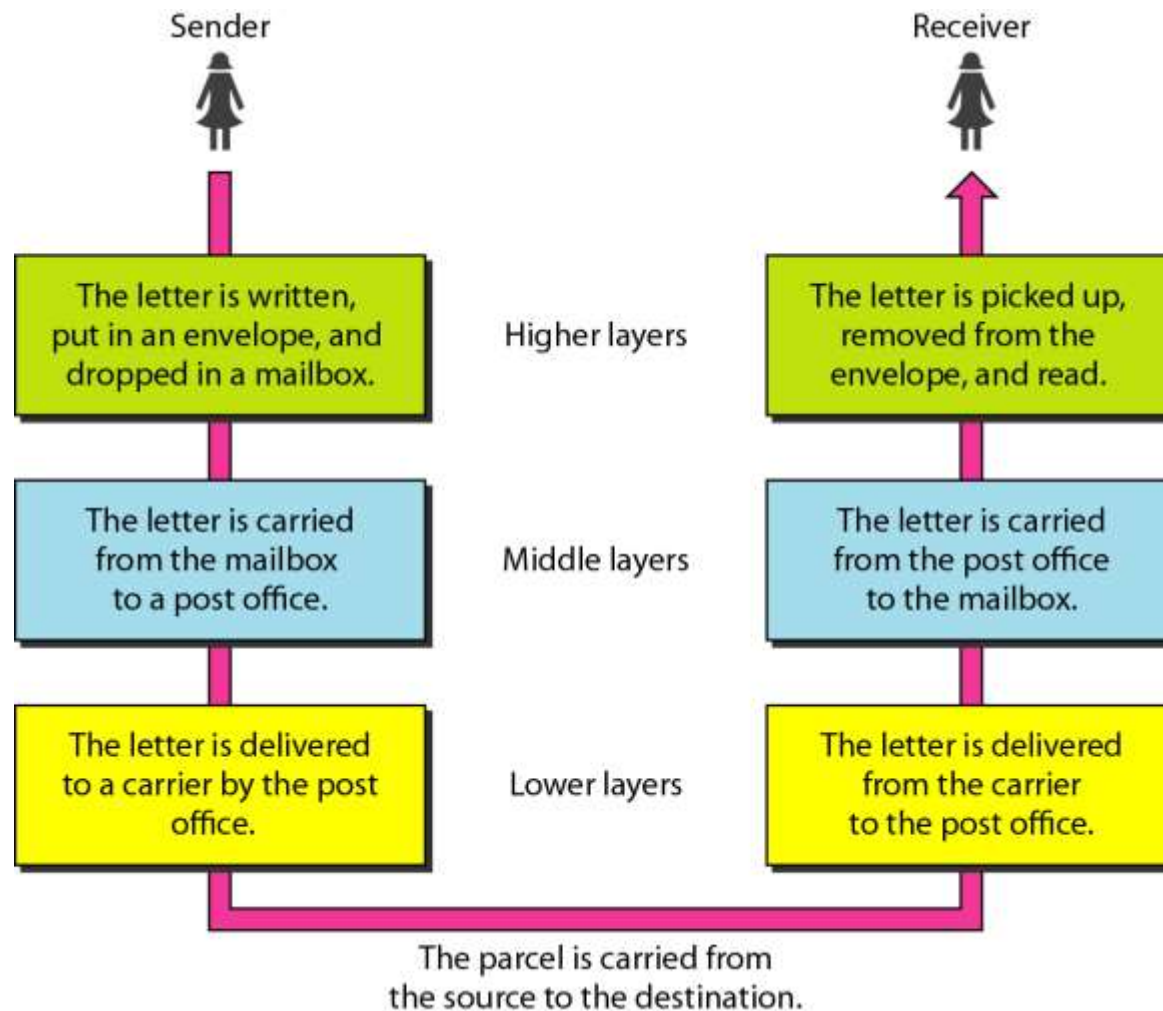 Sender
Receiver
The letter is written,
put in an envelope, and
dropped in a mailbox.
Higher layers
The letter is picked up,
removed from the
envelope, and read.
The letter is carried
from the mailbox
to a post office.
Middle layers
The letter is carried
from the post office
to the mailbox.
The letter is delivered
to a carrier by the post
office.
Lower layers
The letter is delivered
from the carrier
to the post office.
The parcel is carried from
the source to the destination.